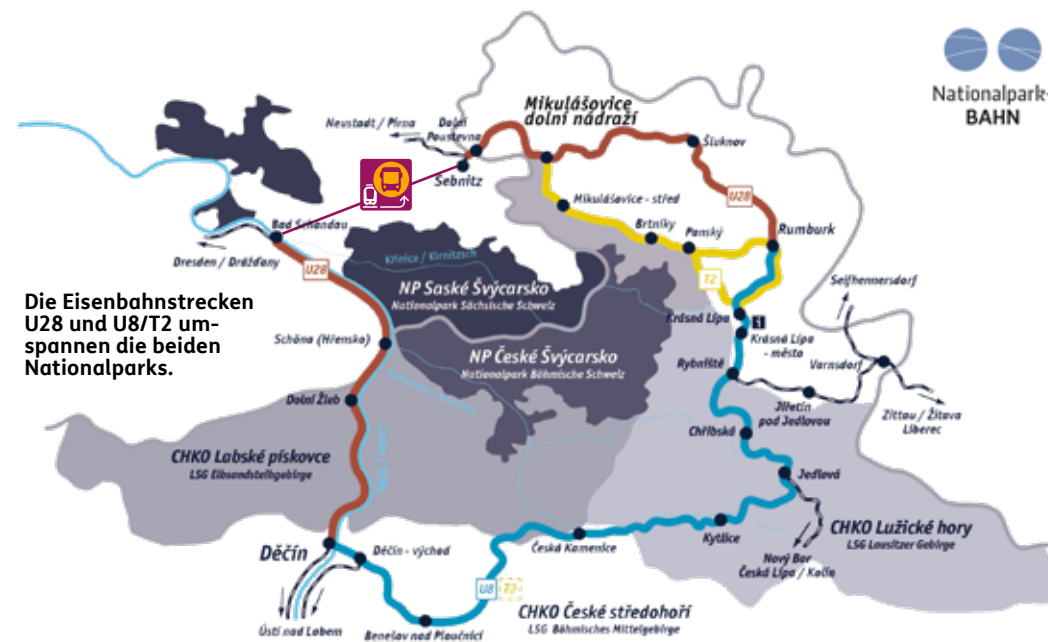 Nationalpark-
BAHN
Mikulášovice
dolní nádraží
Neustadt / Pirna
Dolní
Poustevna
Sebnitz
Šluknov
Mikulášovice - střed
U28
Brtníky
Panský
Rumburk
Bad Schandau
Dresden / Drážďany
Křinice / Kirnitzsch
U28
T2
Seifhennersdorf
NP Saské Švýcarsko
Nationalpark Sächsische Schweiz
Die Eisenbahnstrecken
U28 und U8/T2 um-
spannen die beiden
Nationalparks.
Krásná Lípa
Krásná Lípa
- město
Schöna (Hřensko)
NP České Švýcarsko
Nationalpark Böhmische Schweiz
Rybniště
Varnsdorf
Jiřetín
pod Jedlovou
Zittau / Žitava
Liberec
Dolní Žleb
Chřibská
CHKO Labské pískovce
LSG Elbsandsteingebirge
Labe / Elbe
Jedlová
CHKO Lužické hory
LSG Lausitzer Gebirge
Kytlice
Česká Kamenice
Nový Bor
Česká Lípa / Kolín
Děčín
Děčín - východ
U8
T2
CHKO České středohoří
LSG Böhmisches Mittelgebirge
Ústí nad Labem
Benešov nad Ploučnicí